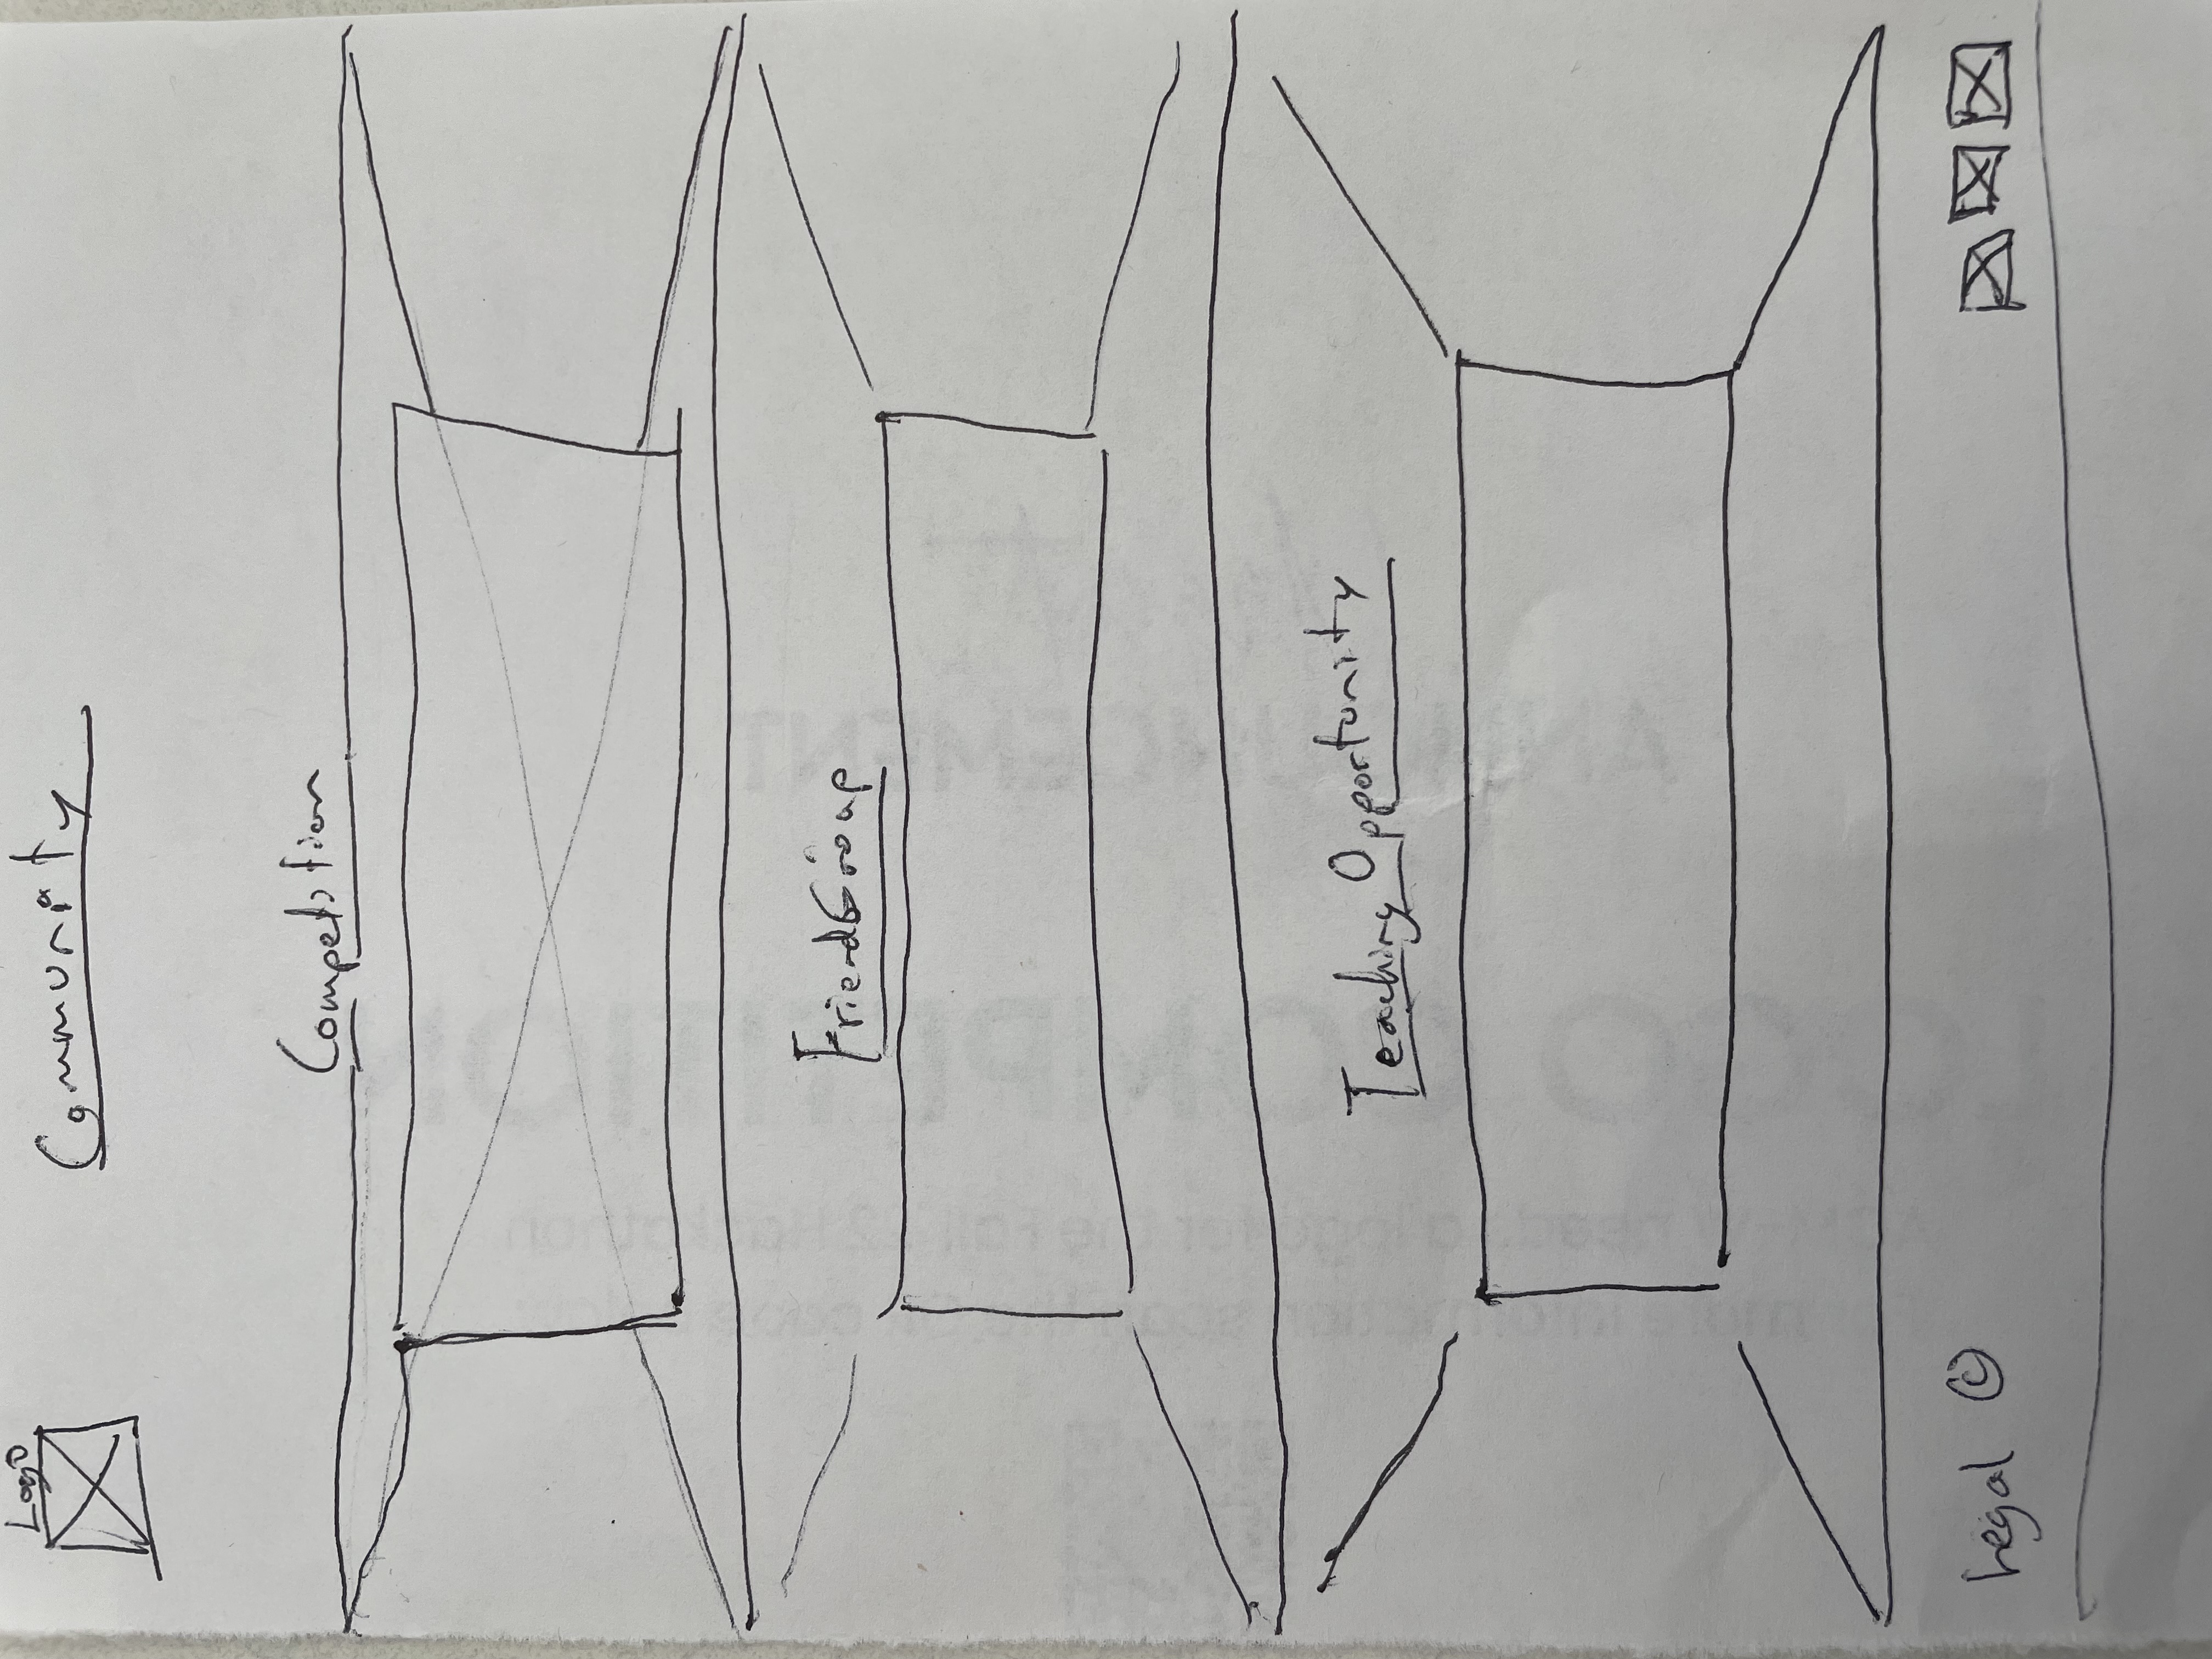 Logo
Community
Competition
FriendGroup
Teaching Opportunity
Legal ©